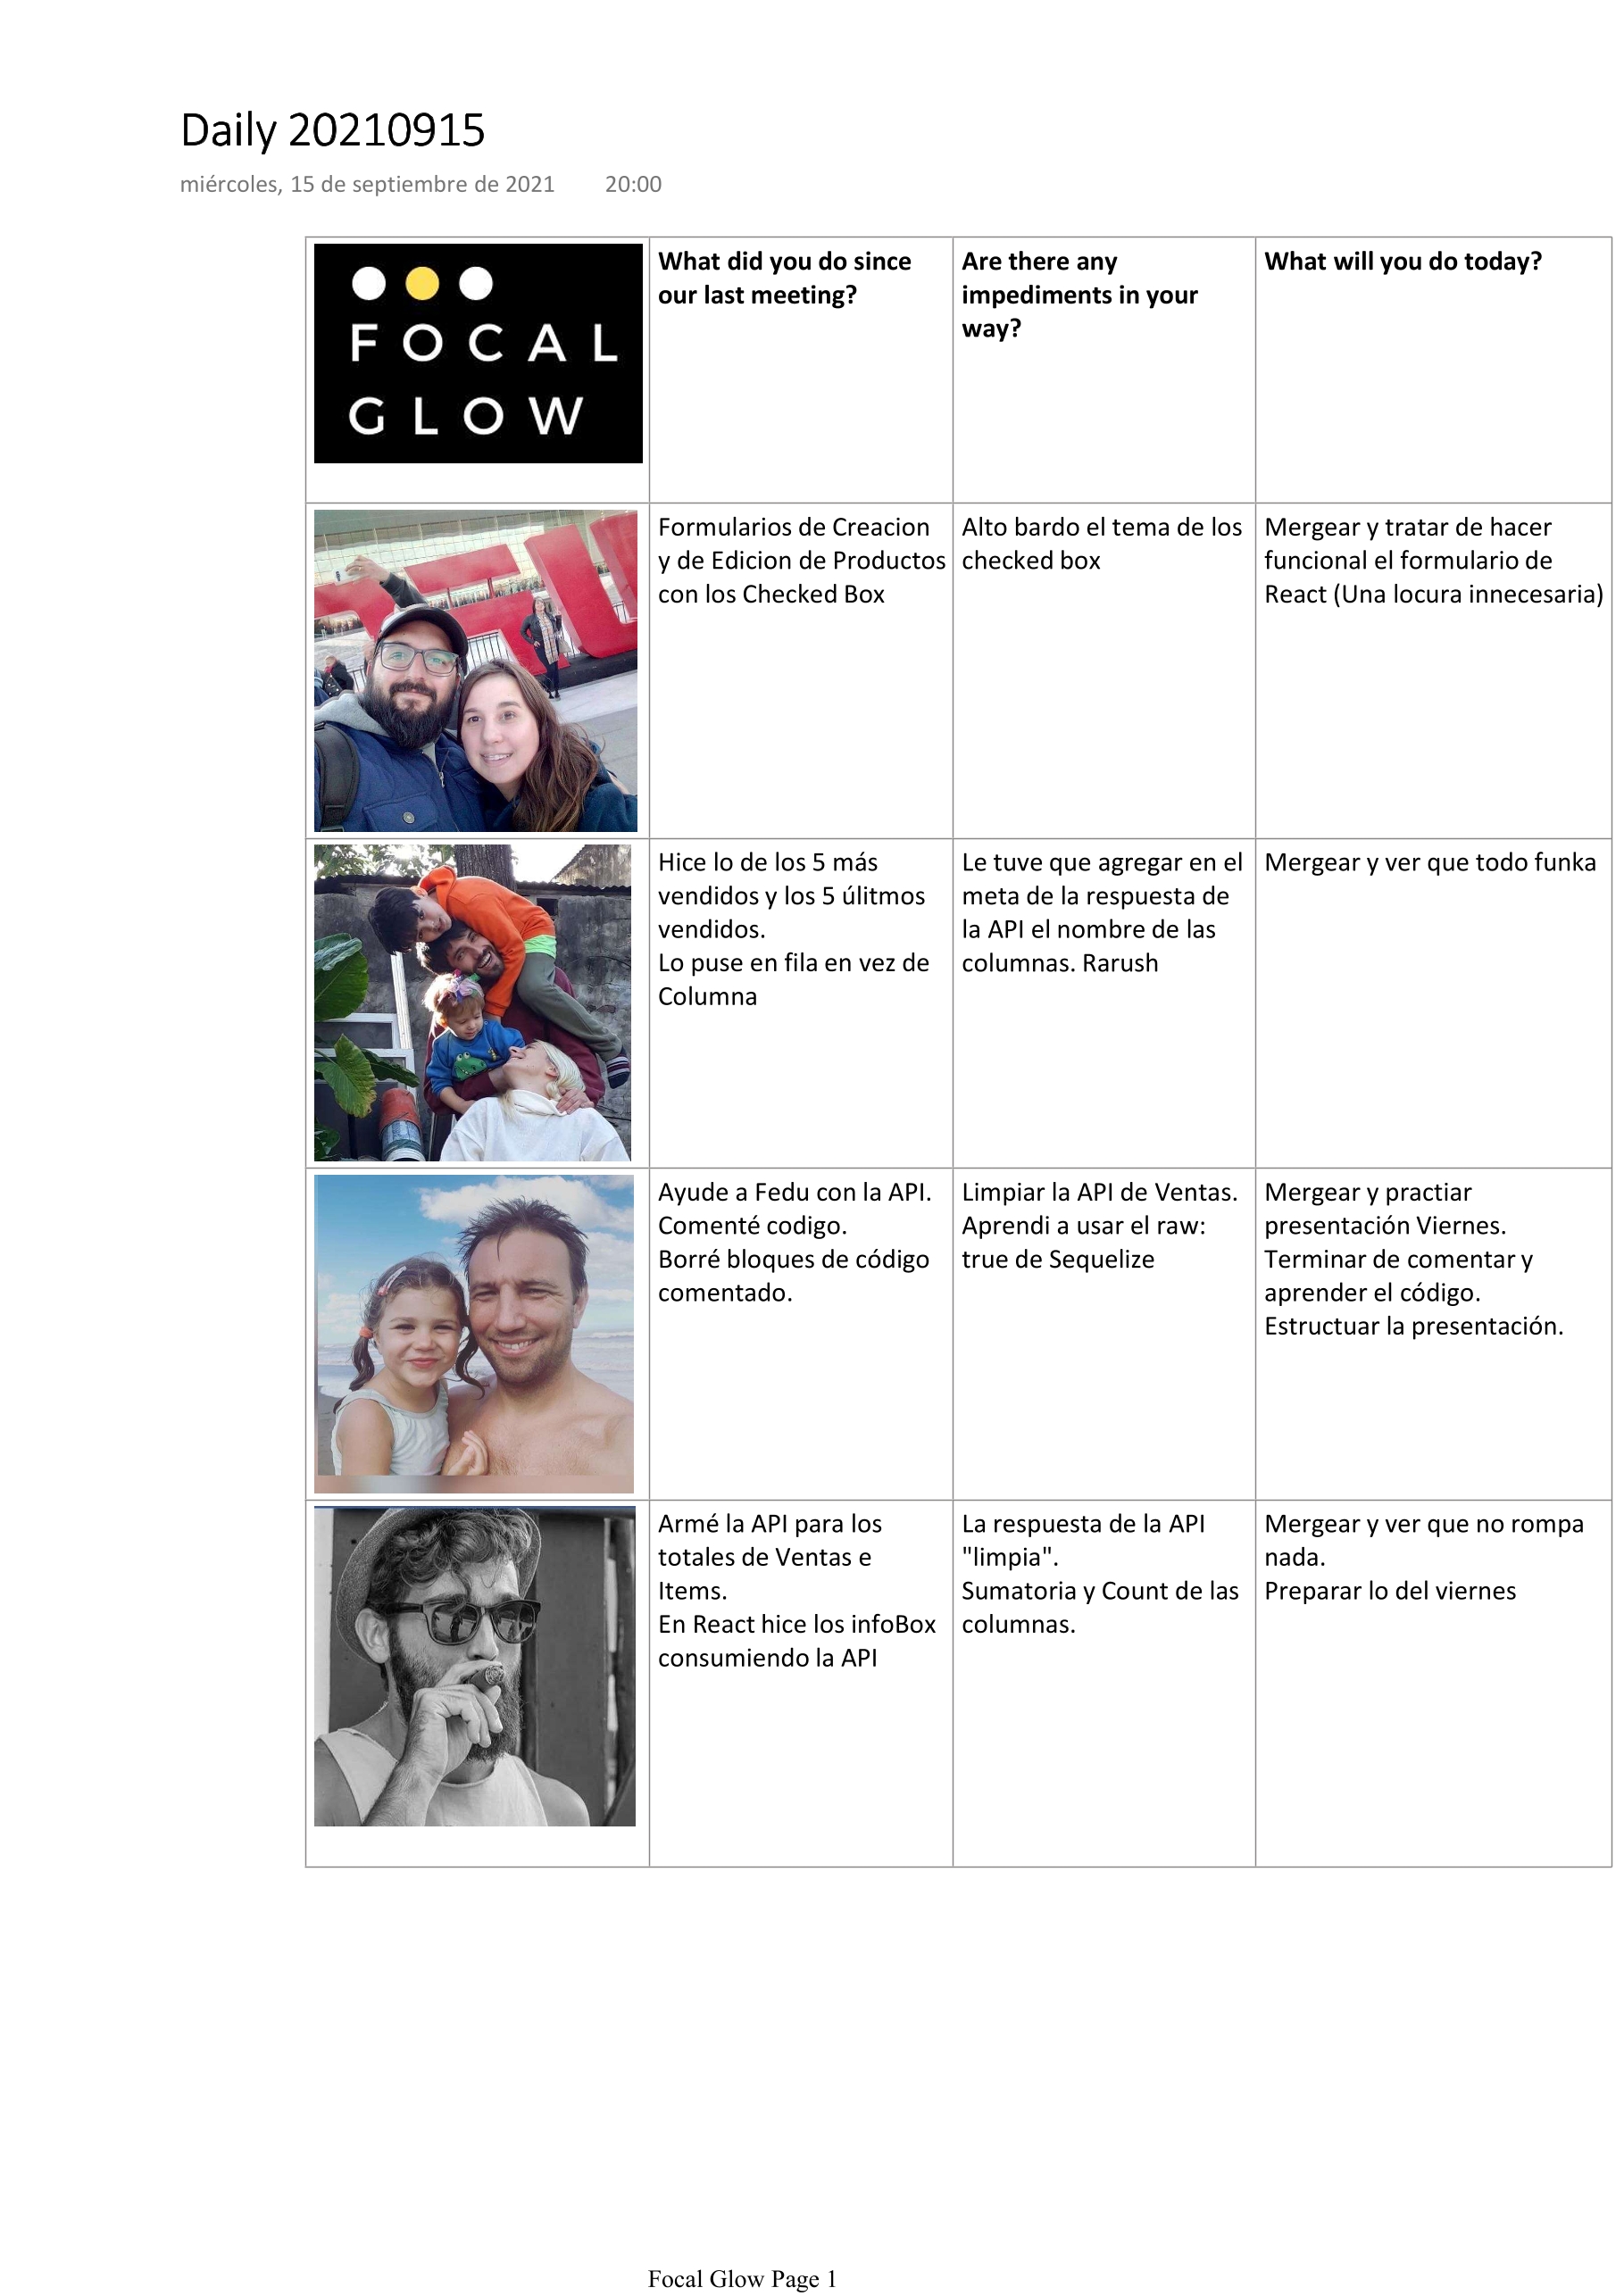 Daily 20210915
miércoles, 15 de septiembre de 2021 20:00
FOCAL
GLOW
What did you do since
our last meeting?
Are there any
impediments in your
way?
What will you do today?
Formularios de Creacion
y de Edicion de Productos
con los Checked Box
Alto bardo el tema de los
checked box
Mergear y tratar de hacer
funcional el formulario de
React (Una locura innecesaria)
Hice lo de los 5 más
vendidos y los 5 úlitmos
vendidos.
Lo puse en fila en vez de
Columna
Le tuve que agregar en el
meta de la respuesta de
la API el nombre de las
columnas. Rarush
Mergear y ver que todo funka
Ayude a Fedu con la API.
Comenté codigo.
Borré bloques de código
comentado.
Limpiar la API de Ventas.
Aprendi a usar el raw:
true de Sequelize
Mergear y practiar
presentación Viernes.
Terminar de comentar y
aprender el código.
Estructuar la presentación.
Armé la API para los
totales de Ventas e
Items.
En React hice los infoBox
consumiendo la API
La respuesta de la API
"limpia".
Sumatoria y Count de las
columnas.
Mergear y ver que no rompa
nada.
Preparar lo del viernes
Focal Glow Page 1